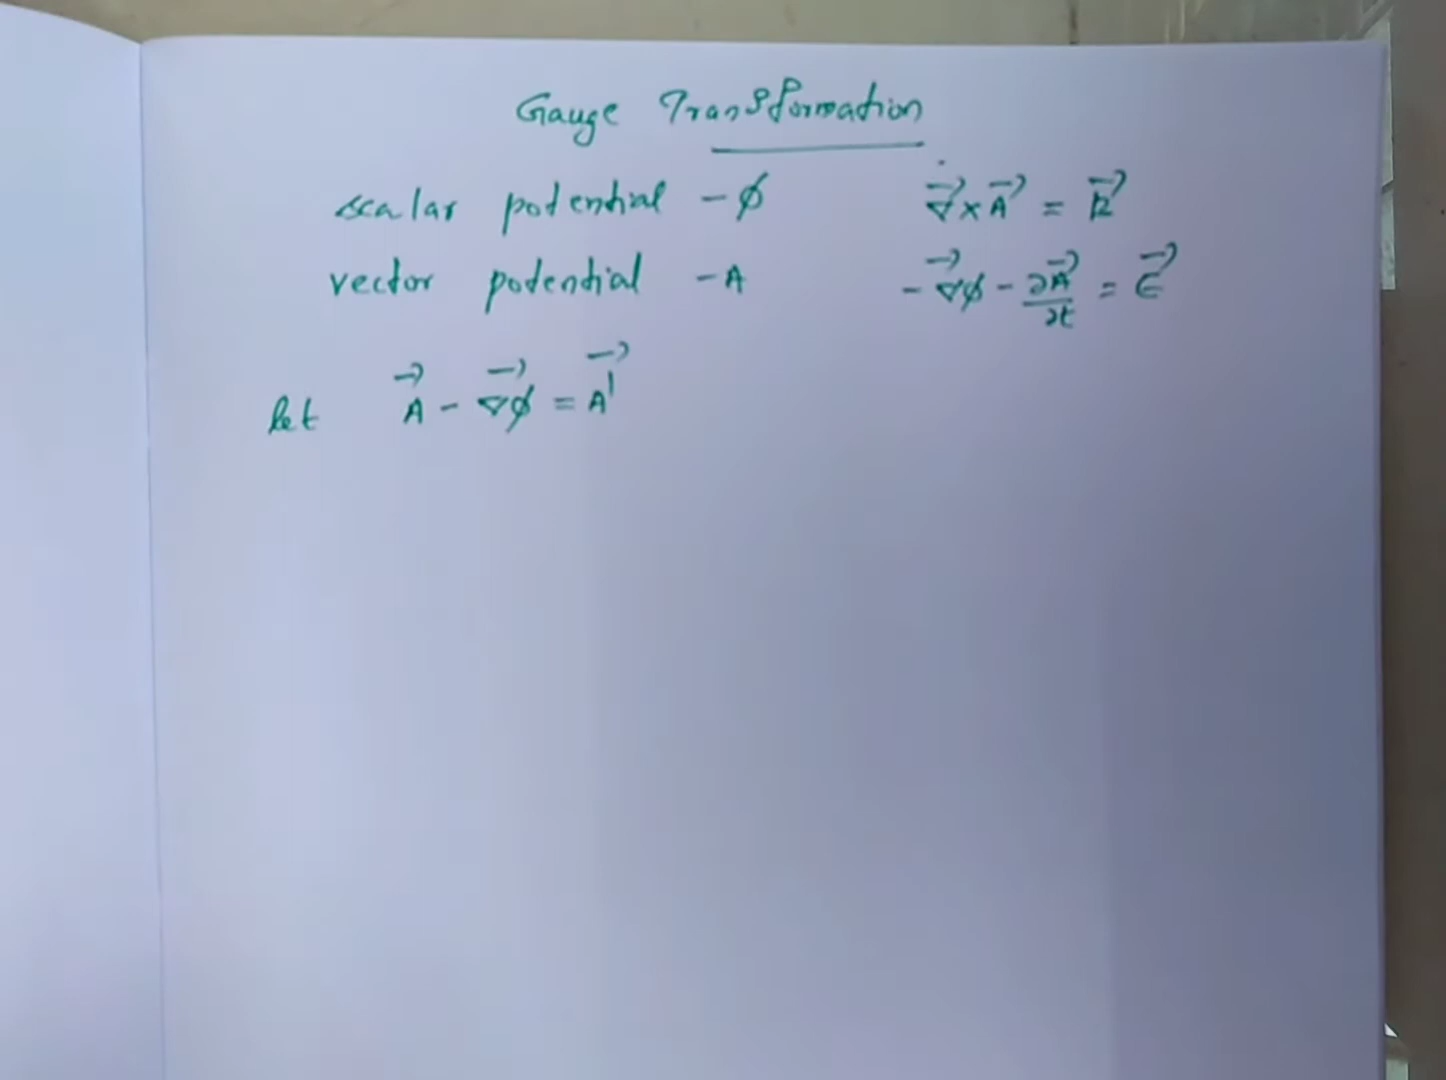 Gauge Transformation
scalar potential - ϕ
∇⃗ × A⃗ = B⃗
vector potential - A
- ∇⃗ϕ - ∂A⃗/∂t = E⃗
let A⃗ - ∇⃗ϕ = A⃗'